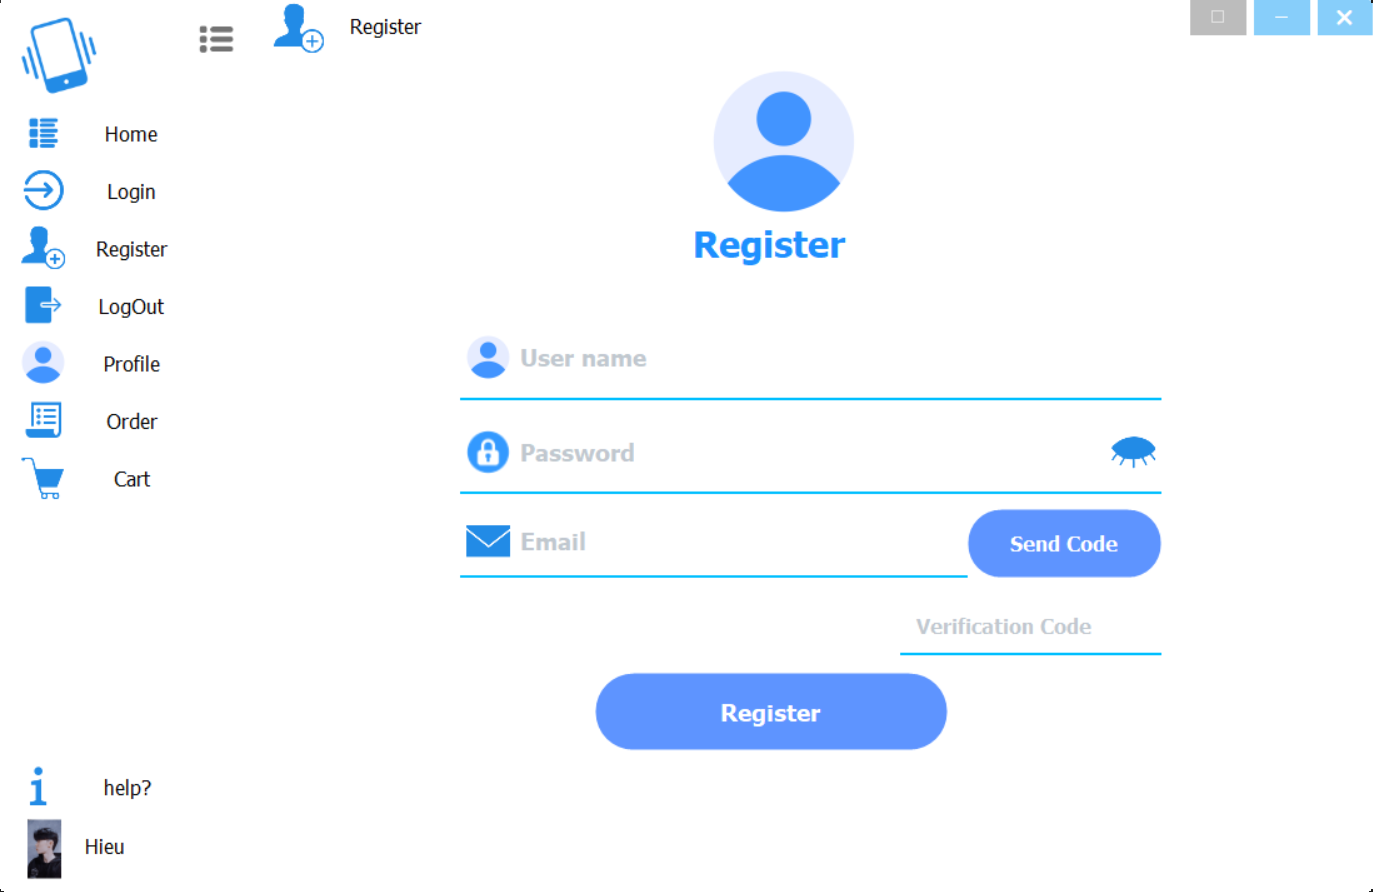 Register
Home
Login
Register
LogOut
Profile
Order
Cart
help?
Hieu
Register
User name
Password
Email
Send Code
Verification Code
Register